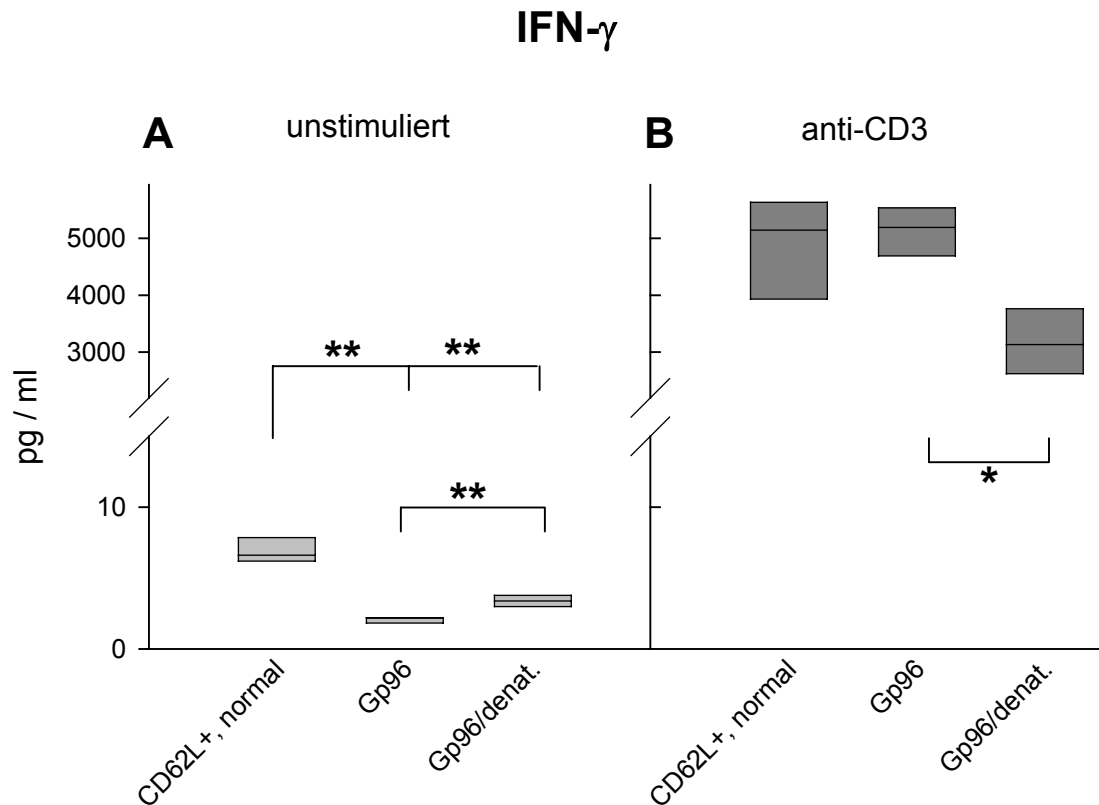 IFN-γ
A
unstimuliert
B
anti-CD3
5000
4000
3000
**
**
pg / ml
*
**
10
0
CD62L+, normal
Gp96
Gp96/denat.
CD62L+, normal
Gp96
Gp96/denat.